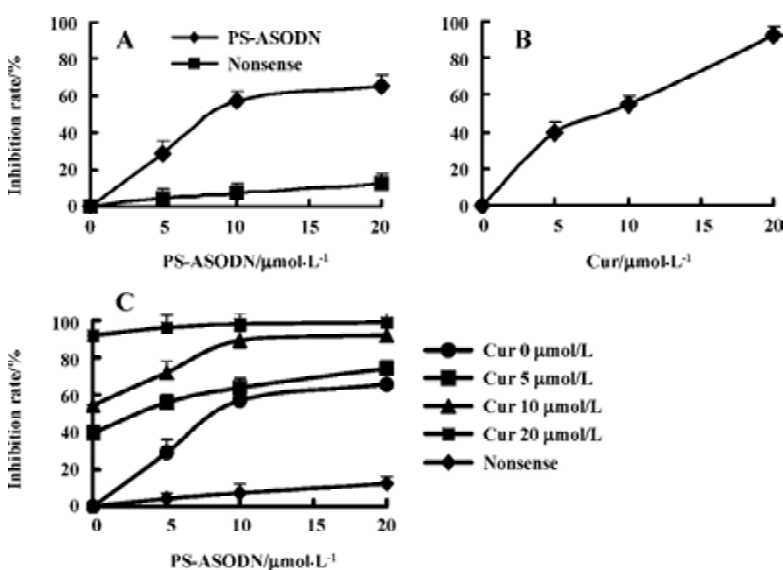 A
PS-ASODN
Nonsense
Inhibition rate/%
100
80
60
40
20
0
0 5 10 15 20
PS-ASODN/μmol·L-1
B
100
80
60
40
20
0
0 5 10 15 20
Cur/μmol·L-1
C
Inhibition rate/%
100
80
60
40
20
0
0 5 10 15 20
PS-ASODN/μmol·L-1
Cur 0 μmol/L
Cur 5 μmol/L
Cur 10 μmol/L
Cur 20 μmol/L
Nonsense